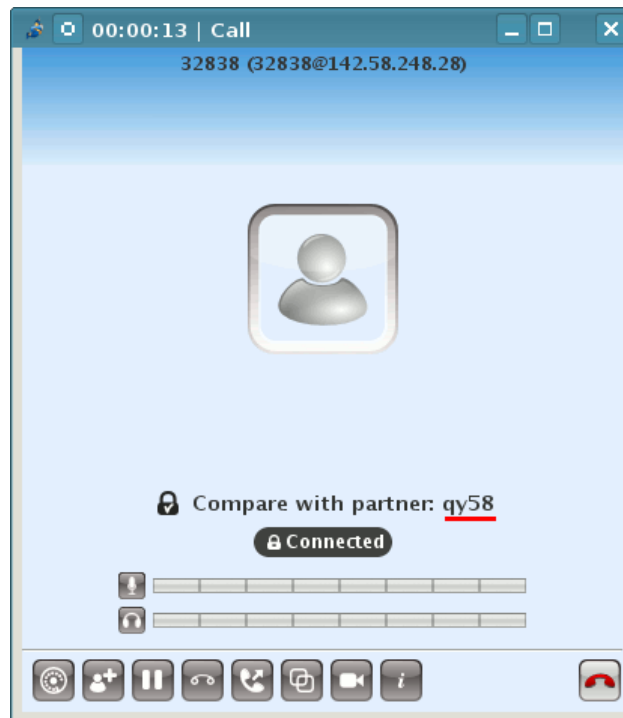 00:00:13 | Call
32838 (32838@142.58.248.28)
Compare with partner: qy58
Connected
i